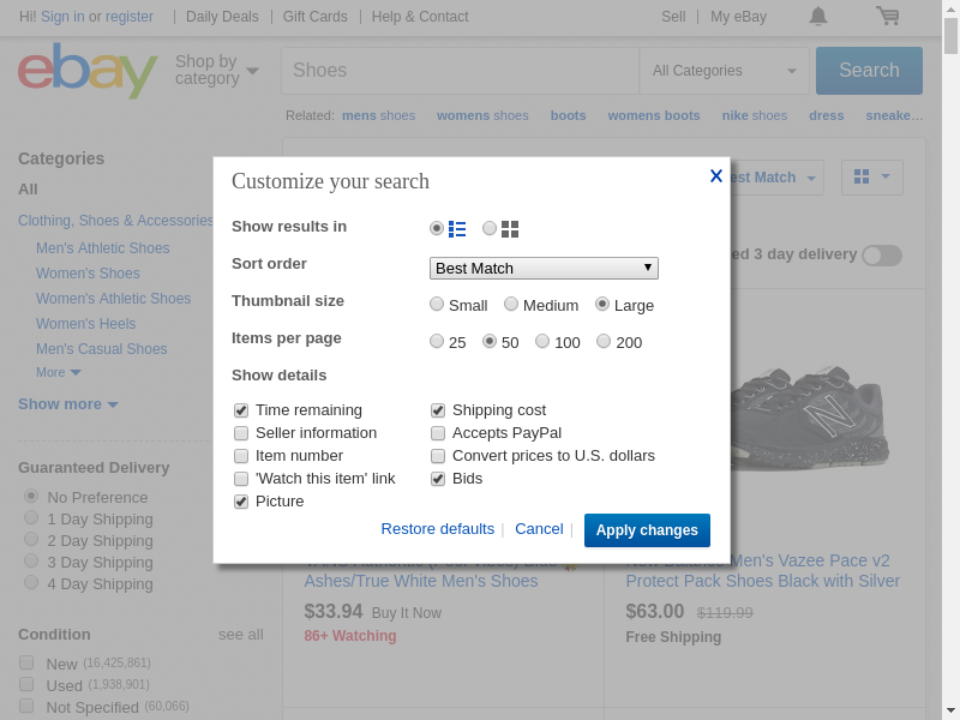 Hi! Sign in or register
Daily Deals
Gift Cards
Help & Contact
Sell
My eBay
ebay
Shop by category
Shoes
All Categories
Search
Related: mens shoes womens shoes boots womens boots nike shoes dress sneake...
Categories
All
Clothing, Shoes & Accessories
Men's Athletic Shoes
Women's Shoes
Women's Athletic Shoes
Women's Heels
Men's Casual Shoes
More
Show more
Guaranteed Delivery
No Preference
1 Day Shipping
2 Day Shipping
3 Day Shipping
4 Day Shipping
Condition see all
New (16,425,861)
Used (1,938,901)
Not Specified (60,066)
est Match
ed 3 day delivery
Customize your search
X
Show results in
Sort order Best Match
Thumbnail size Small Medium Large
Items per page 25 50 100 200
Show details
Time remaining Shipping cost
Seller information Accepts PayPal
Item number Convert prices to U.S. dollars
'Watch this item' link Bids
Picture
Restore defaults Cancel Apply changes
Ashes/True White Men's Shoes
$33.94 Buy It Now
86+ Watching
N
New Balance Men's Vazee Pace v2
Protect Pack Shoes Black with Silver
$63.00 $119.99
Free Shipping